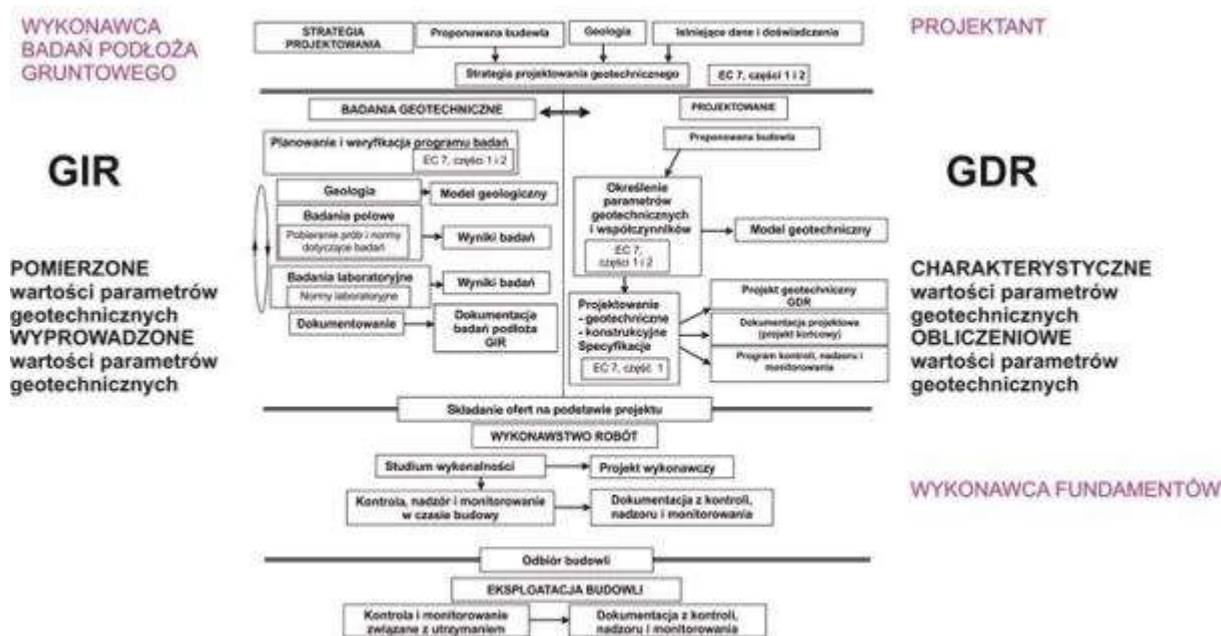 WYKONAWCA
BADAŃ PODŁOŻA
GRUNTOWEGO
PROJEKTANT
STRATEGIA
PROJEKTOWANIA
Proponowana budowla
Geologia
Istniejące dane i doświadczenia
Strategia projektowania geotechnicznego
EC 7, części 1 i 2
BADANIA GEOTECHNICZNE
PROJEKTOWANIE
Planowanie i weryfikacja programu badań
EC 7, części 1 i 2
Proponowana budowla
GIR
GDR
Geologia
Model geologiczny
Badania polowe
Pobieranie prób i normy
dotyczące badań
Wyniki badań
Badania laboratoryjne
Normy laboratoryjne
Wyniki badań
Dokumentowanie
Dokumentacja
badań podłoża
GIR
Określenie
parametrów
geotechnicznych
i współczynników
EC 7,
części 1 i 2
Model geotechniczny
Projektowanie
- geotechniczne
- konstrukcyjne
Specyfikacje
EC 7, część 1
Projekt geotechniczny
GDR
Dokumentacja projektowa
(projekt końcowy)
Program kontroli, nadzoru i
monitorowania
POMIERZONE
wartości parametrów
geotechnicznych
WYPROWADZONE
wartości parametrów
geotechnicznych
CHARAKTERYSTYCZNE
wartości parametrów
geotechnicznych
OBLICZENIOWE
wartości parametrów
geotechnicznych
Składanie ofert na podstawie projektu
WYKONAWSTWO ROBÓT
Studium wykonalności
Projekt wykonawczy
Kontrola, nadzór i monitorowanie
w czasie budowy
Dokumentacja z kontroli,
nadzoru i monitorowania
WYKONAWCA FUNDAMENTÓW
Odbiór budowli
EKSPLOATACJA BUDOWLI
Kontrola i monitorowanie
związane z utrzymaniem
Dokumentacja z kontroli,
nadzoru i monitorowania